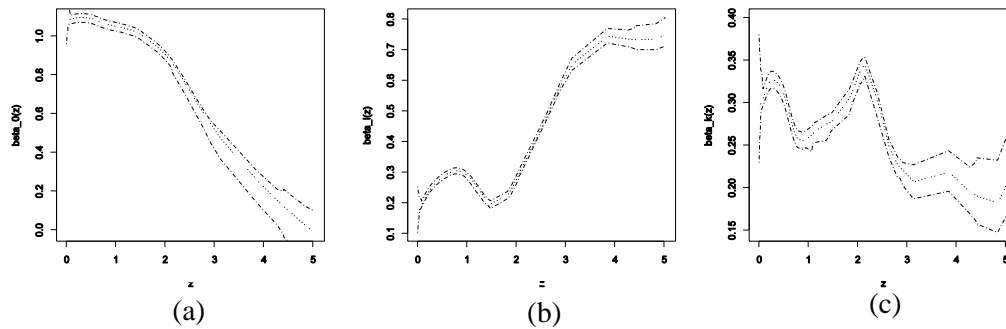 beta_0(z)
0.0 0.2 0.4 0.6 0.8 1.0
0 1 2 3 4 5
z
(a)
beta_l(z)
0.1 0.2 0.3 0.4 0.5 0.6 0.7 0.8
0 1 2 3 4 5
z
(b)
beta_k(z)
0.15 0.20 0.25 0.30 0.35 0.40
0 1 2 3 4 5
z
(c)